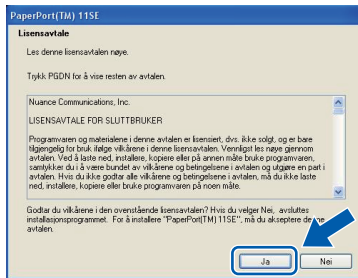 PaperPort(TM) 11SE
Lisensavtale
Les denne lisensavtalen nøye.
Trykk PGDN for å vise resten av avtalen.
Nuance Communications, Inc.
LISENSAVTALE FOR SLUTTBRUKER
Programvaren og materialene i denne avtalen er lisensiert, dvs. ikke solgt, og er bare
tilgjengelig for bruk ifølge vilkårene i denne lisensavtalen. Vennligst les nøye gjennom
avtalen. Ved å laste ned, installere, kopiere eller på annen måte bruke programvaren,
samtykker du i å være bundet av vilkårene og betingelsene i avtalen og utgjøre en part i
avtalen. Hvis du ikke godtar alle vilkårene og betingelsene i avtalen, må du ikke laste
ned, installere, kopiere eller bruke programvaren på noen måte.
Godtar du vilkårene i den ovenstående lisensavtalen? Hvis du velger Nei, avsluttes
installasjonsprogrammet. For å installere "PaperPort(TM) 11SE", må du akseptere denne
avtalen.
Ja
Nei